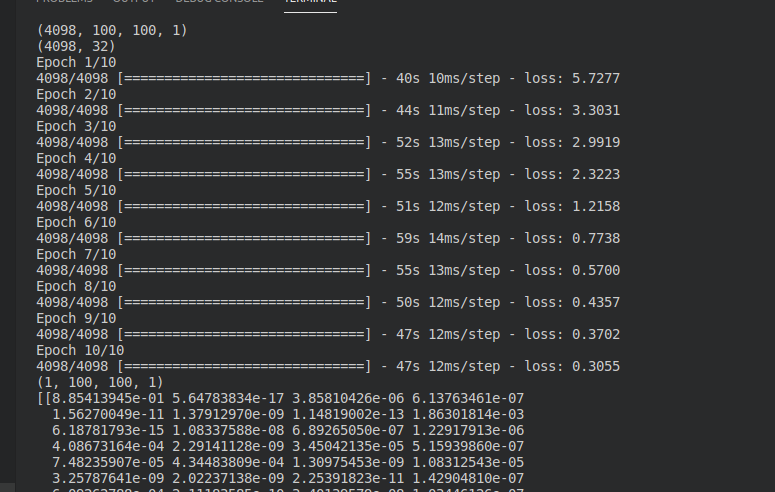 PROBLEMS OUTPUT DEBUG CONSOLE TERMINAL
(4098, 100, 100, 1)
(4098, 32)
Epoch 1/10
4098/4098 [==============================] - 40s 10ms/step - loss: 5.7277
Epoch 2/10
4098/4098 [==============================] - 44s 11ms/step - loss: 3.3031
Epoch 3/10
4098/4098 [==============================] - 52s 13ms/step - loss: 2.9919
Epoch 4/10
4098/4098 [==============================] - 55s 13ms/step - loss: 2.3223
Epoch 5/10
4098/4098 [==============================] - 51s 12ms/step - loss: 1.2158
Epoch 6/10
4098/4098 [==============================] - 59s 14ms/step - loss: 0.7738
Epoch 7/10
4098/4098 [==============================] - 55s 13ms/step - loss: 0.5700
Epoch 8/10
4098/4098 [==============================] - 50s 12ms/step - loss: 0.4357
Epoch 9/10
4098/4098 [==============================] - 47s 12ms/step - loss: 0.3702
Epoch 10/10
4098/4098 [==============================] - 47s 12ms/step - loss: 0.3055
(1, 100, 100, 1)
[[8.85413945e-01 5.64783834e-17 3.85810426e-06 6.13763461e-07
1.56270049e-11 1.37912970e-09 1.14819002e-13 1.86301814e-03
6.18781793e-15 1.08337588e-08 6.89265050e-07 1.22917913e-06
4.08673164e-04 2.29141128e-09 3.45042135e-05 5.15939860e-07
7.48235907e-05 4.34483809e-04 1.30975453e-09 1.08312543e-05
3.25787641e-09 2.02237138e-09 2.25391823e-11 1.42904810e-07